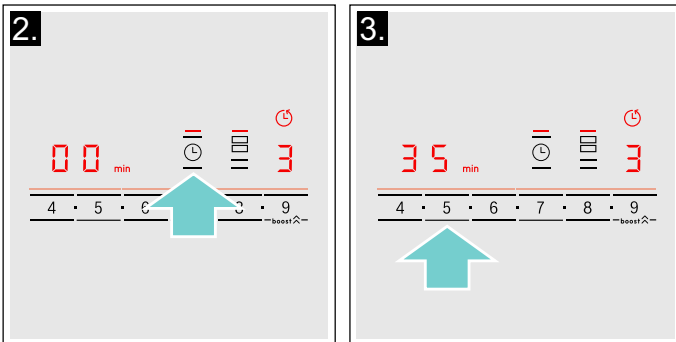 2.
00 min 3
4 · 5 · 6 8 · 9
boost
3.
35 min 3
4 · 5 · 6 · 7 · 8 · 9
boost